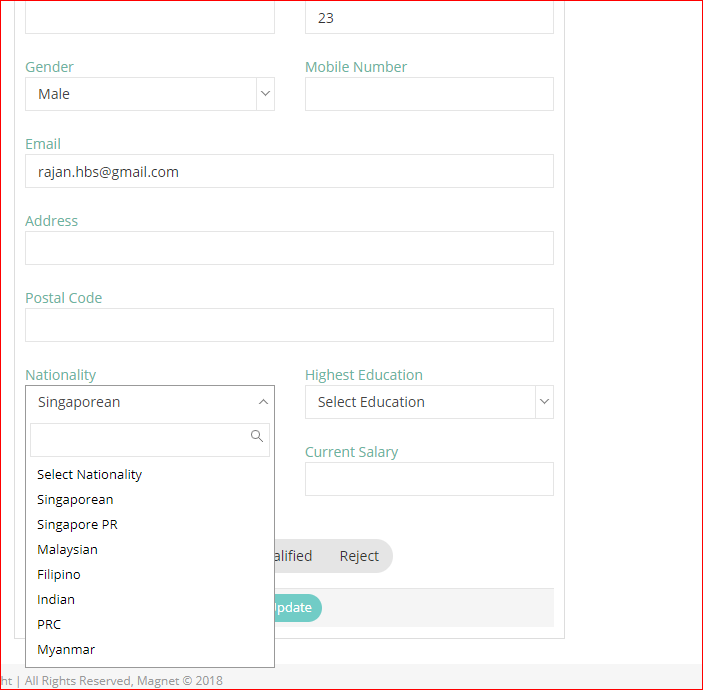 23
Gender
Mobile Number
Male
Email
rajan.hbs@gmail.com
Address
Postal Code
Nationality
Highest Education
Singaporean
Select Education
Current Salary
Select Nationality
Singaporean
Singapore PR
Malaysian
Filipino
Indian
PRC
Myanmar
alified
Reject
pdate
ht | All Rights Reserved, Magnet © 2018